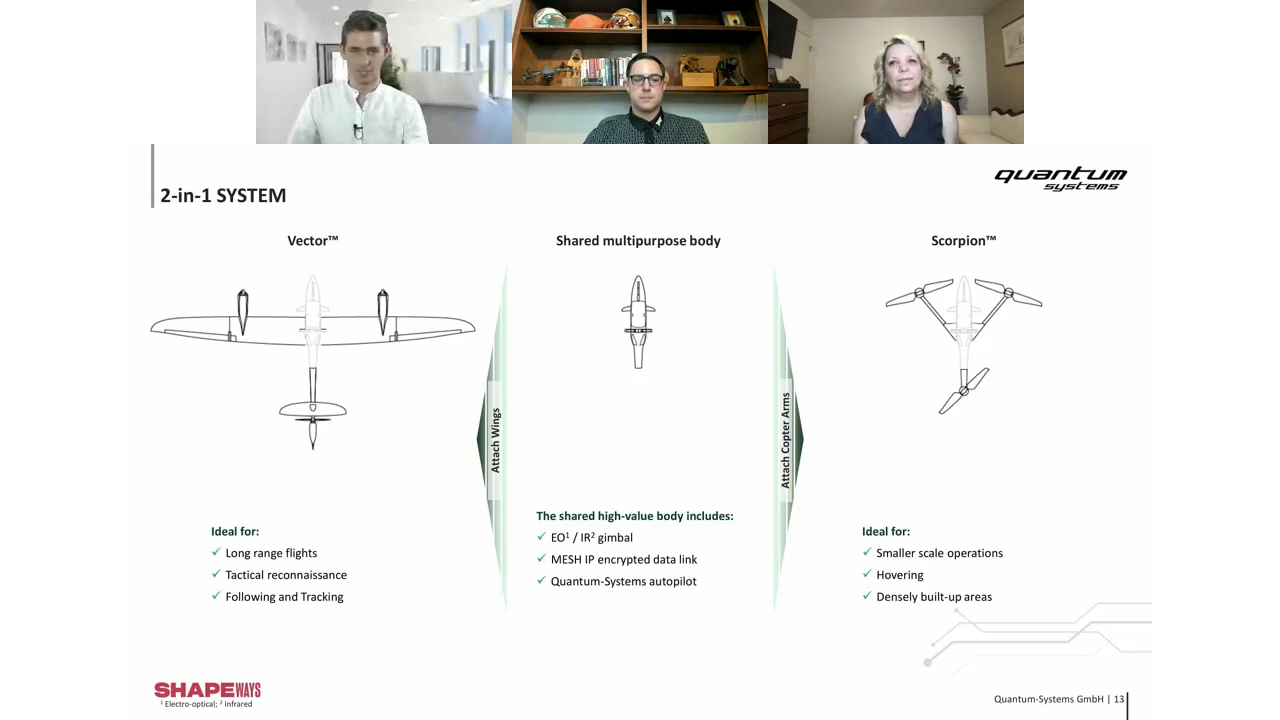 2-in-1 SYSTEM
quantum
systems
Vector™
Shared multipurpose body
Scorpion™
Attach Wings
Attach Copter Arms
Ideal for:
✓ Long range flights
✓ Tactical reconnaissance
✓ Following and Tracking
The shared high-value body includes:
✓ EO¹ / IR² gimbal
✓ MESH IP encrypted data link
✓ Quantum-Systems autopilot
Ideal for:
✓ Smaller scale operations
✓ Hovering
✓ Densely built-up areas
SHAPEWAYS
¹ Electro-optical; ² Infrared
Quantum-Systems GmbH | 13